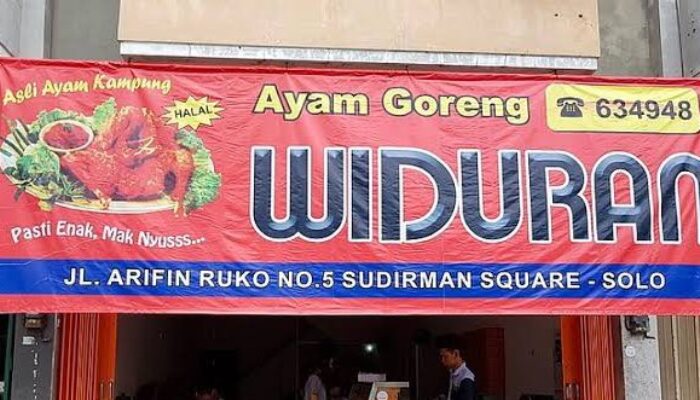 Asli Ayam Kampung
HALAL
Pasti Enak, Mak Nyusss...
Ayam Goreng
☎ 634948
WIDURAN
JL. ARIFIN RUKO NO.5 SUDIRMAN SQUARE - SOLO